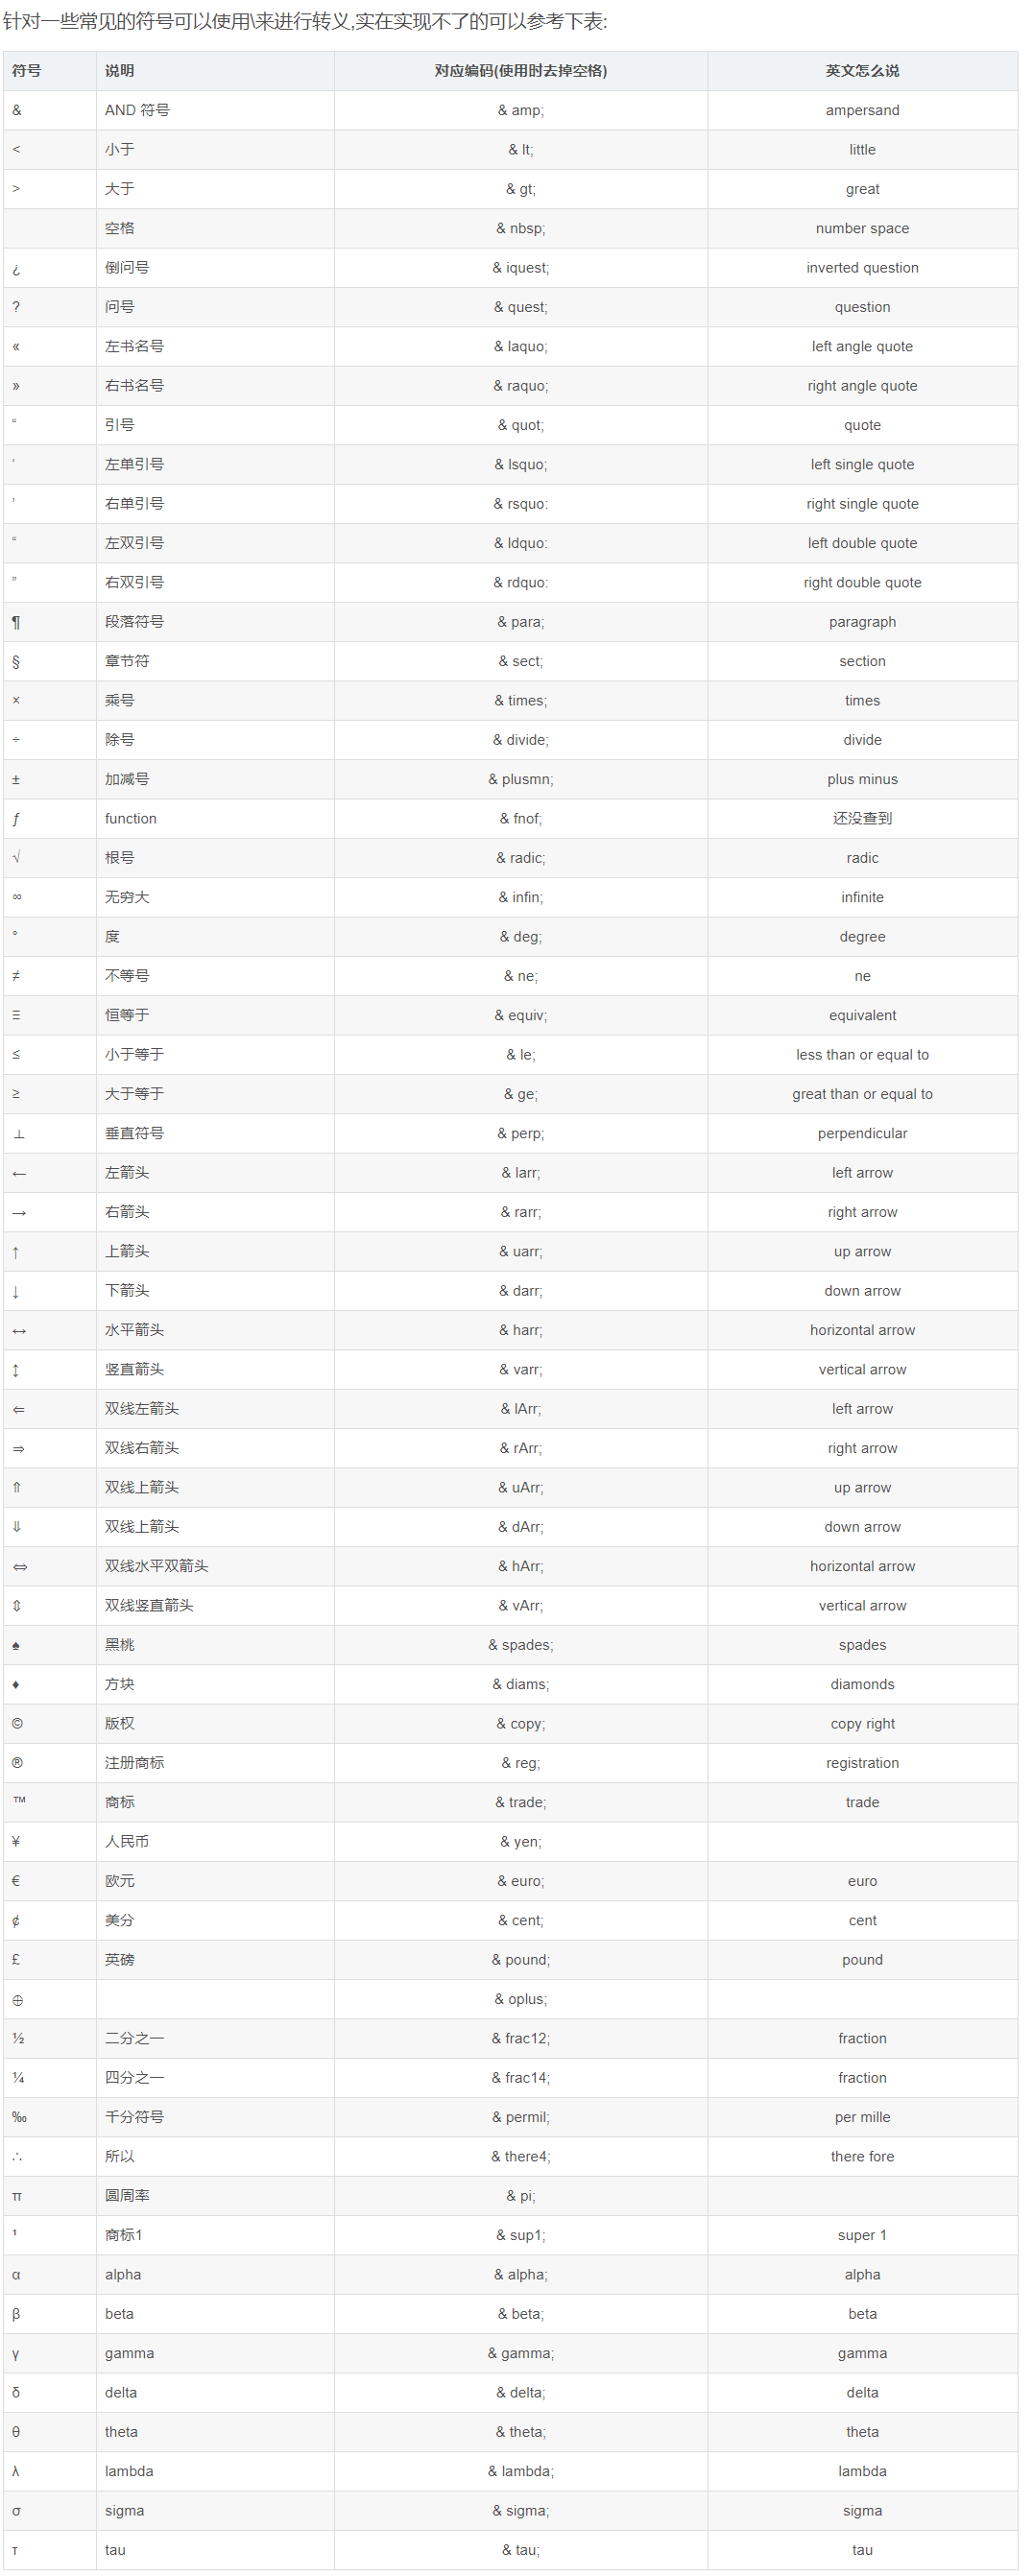 针对一些常见的符号可以使用\来进行转义,实在实现不了的可以参考下表:
符号 说明 对应编码(使用时去掉空格) 英文怎么说
& AND 符号 & amp; ampersand
< 小于 & lt; little
> 大于 & gt; great
空格 & nbsp; number space
¿ 倒问号 & iquest; inverted question
? 问号 & quest; question
« 左书名号 & laquo; left angle quote
» 右书名号 & raquo; right angle quote
“ 引号 & quot; quote
‘ 左单引号 & lsquo; left single quote
’ 右单引号 & rsquo: right single quote
“ 左双引号 & ldquo: left double quote
” 右双引号 & rdquo: right double quote
¶ 段落符号 & para; paragraph
§ 章节符 & sect; section
× 乘号 & times; times
÷ 除号 & divide; divide
± 加减号 & plusmn; plus minus
ƒ function & fnof; 还没查到
√ 根号 & radic; radic
∞ 无穷大 & infin; infinite
° 度 & deg; degree
≠ 不等号 & ne; ne
≡ 恒等于 & equiv; equivalent
≤ 小于等于 & le; less than or equal to
≥ 大于等于 & ge; great than or equal to
⊥ 垂直符号 & perp; perpendicular
← 左箭头 & larr; left arrow
→ 右箭头 & rarr; right arrow
↑ 上箭头 & uarr; up arrow
↓ 下箭头 & darr; down arrow
↔ 水平箭头 & harr; horizontal arrow
↕ 竖直箭头 & varr; vertical arrow
⇐ 双线左箭头 & lArr; left arrow
⇒ 双线右箭头 & rArr; right arrow
⇑ 双线上箭头 & uArr; up arrow
⇓ 双线上箭头 & dArr; down arrow
⇔ 双线水平双箭头 & hArr; horizontal arrow
⇕ 双线竖直箭头 & vArr; vertical arrow
♠ 黑桃 & spades; spades
♦ 方块 & diams; diamonds
© 版权 & copy; copy right
® 注册商标 & reg; registration
™ 商标 & trade; trade
¥ 人民币 & yen;
€ 欧元 & euro; euro
¢ 美分 & cent; cent
£ 英磅 & pound; pound
⊕ & oplus;
½ 二分之一 & frac12; fraction
¼ 四分之一 & frac14; fraction
‰ 千分符号 & permil; per mille
∴ 所以 & there4; there fore
π 圆周率 & pi;
¹ 商标1 & sup1; super 1
α alpha & alpha; alpha
β beta & beta; beta
γ gamma & gamma; gamma
δ delta & delta; delta
θ theta & theta; theta
λ lambda & lambda; lambda
σ sigma & sigma; sigma
τ tau & tau; tau